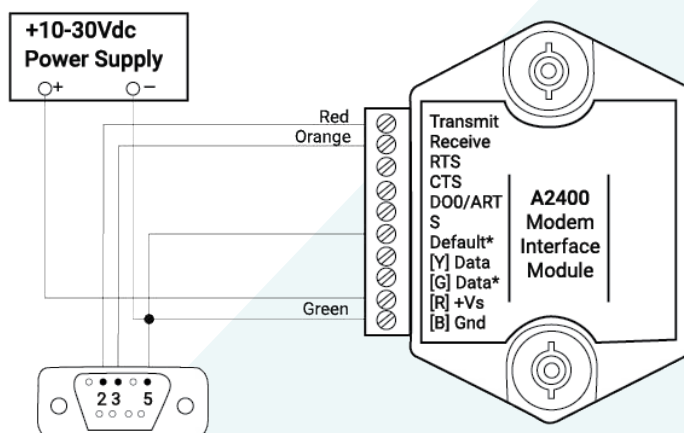 +10-30Vdc
Power Supply
+
−
Red
Orange
Green
Transmit
Receive
RTS
CTS
DO0/ART
S
Default*
[Y] Data
[G] Data*
[R] +Vs
[B] Gnd
A2400
Modem
Interface
Module
2 3 5